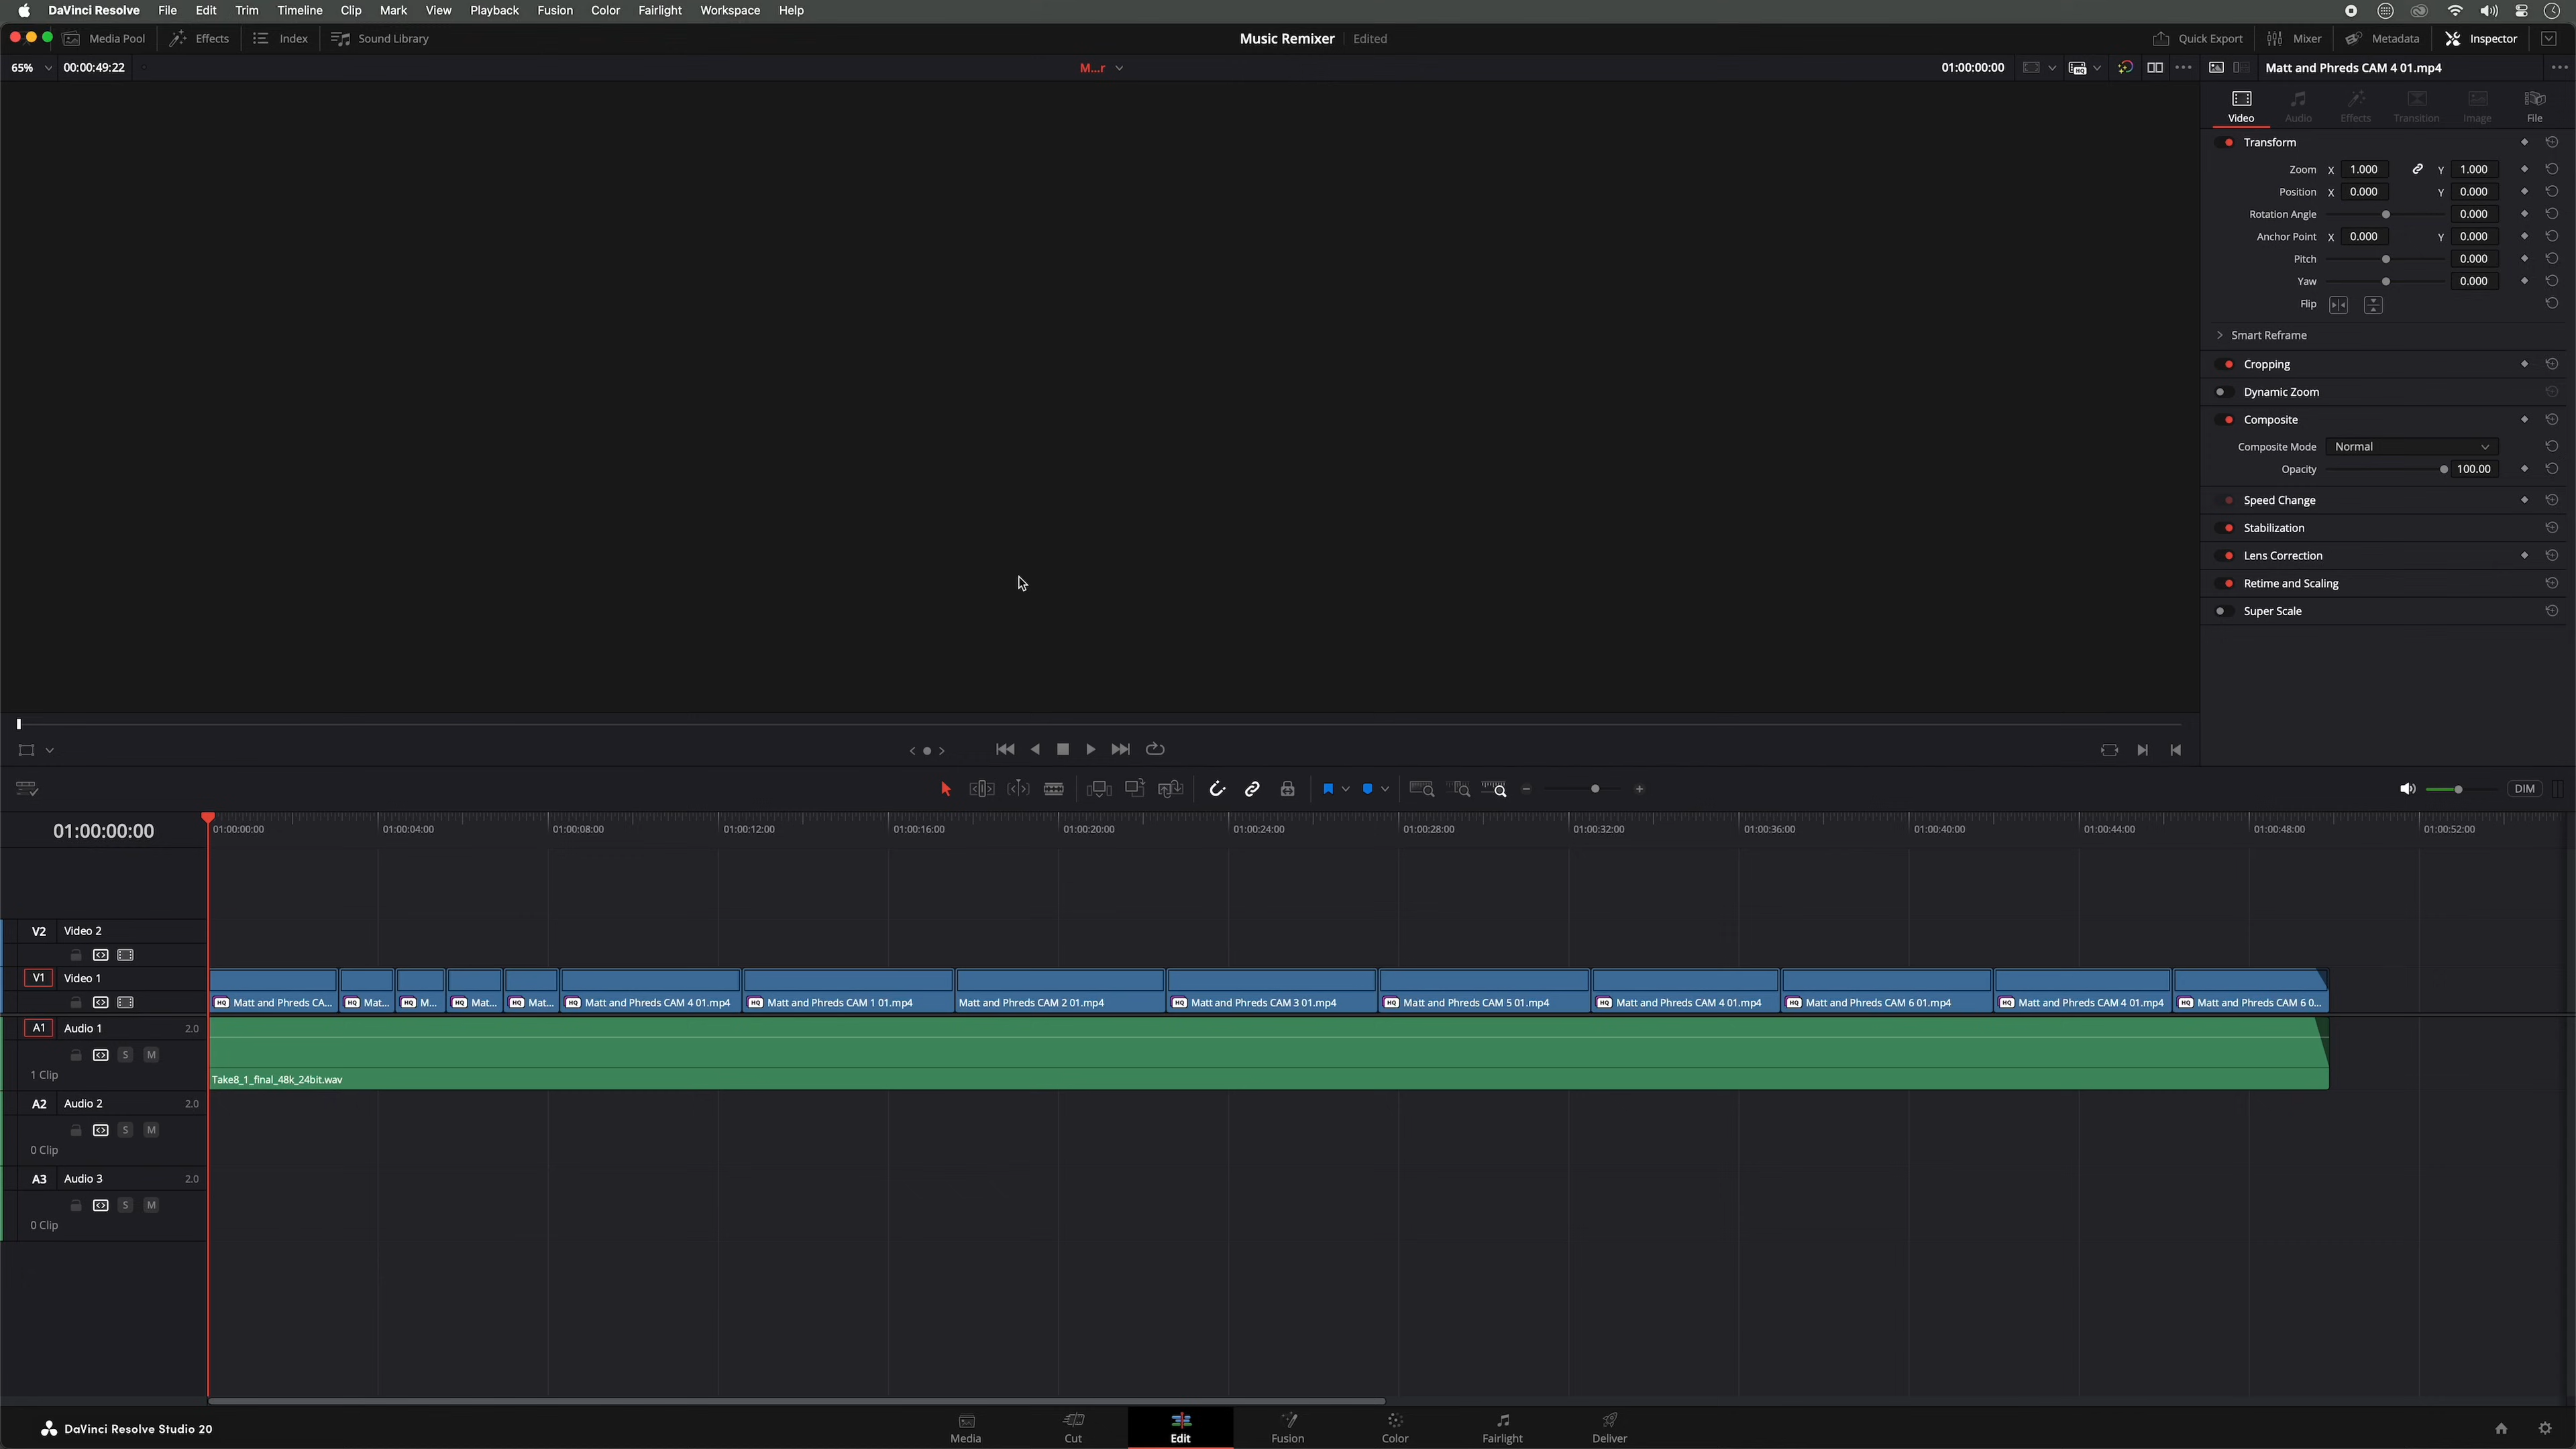 DaVinci Resolve File Edit Trim Timeline Clip Mark View Playback Fusion Color Fairlight Workspace Help
Media Pool Effects Index Sound Library Music Remixer Edited Quick Export Mixer Metadata Inspector
65% 00:00:49:22 M...r 01:00:00:00 Matt and Phreds CAM 4 01.mp4
Video Audio Effects Transition Image File
Transform
Zoom X 1.000 Y 1.000
Position X 0.000 Y 0.000
Rotation Angle 0.000
Anchor Point X 0.000 Y 0.000
Pitch 0.000
Yaw 0.000
Flip
Smart Reframe
Cropping
Dynamic Zoom
Composite
Composite Mode Normal
Opacity 100.00
Speed Change
Stabilization
Lens Correction
Retime and Scaling
Super Scale
DIM
01:00:00:00 01:00:00:00 01:00:04:00 01:00:08:00 01:00:12:00 01:00:16:00 01:00:20:00 01:00:24:00 01:00:28:00 01:00:32:00 01:00:36:00 01:00:40:00 01:00:44:00 01:00:48:00 01:00:52:00
V2 Video 2
V1 Video 1
HQ Matt and Phreds CA... HQ Mat... HQ M... HQ Mat... HQ Mat... HQ Matt and Phreds CAM 4 01.mp4 HQ Matt and Phreds CAM 1 01.mp4 Matt and Phreds CAM 2 01.mp4 HQ Matt and Phreds CAM 3 01.mp4 HQ Matt and Phreds CAM 5 01.mp4 HQ Matt and Phreds CAM 4 01.mp4 HQ Matt and Phreds CAM 6 01.mp4 HQ Matt and Phreds CAM 4 01.mp4 HQ Matt and Phreds CAM 6 0...
A1 Audio 1 2.0
S M
1 Clip
Take8_1_final_48k_24bit.wav
A2 Audio 2 2.0
S M
0 Clip
A3 Audio 3 2.0
S M
0 Clip
DaVinci Resolve Studio 20 Media Cut Edit Fusion Color Fairlight Deliver